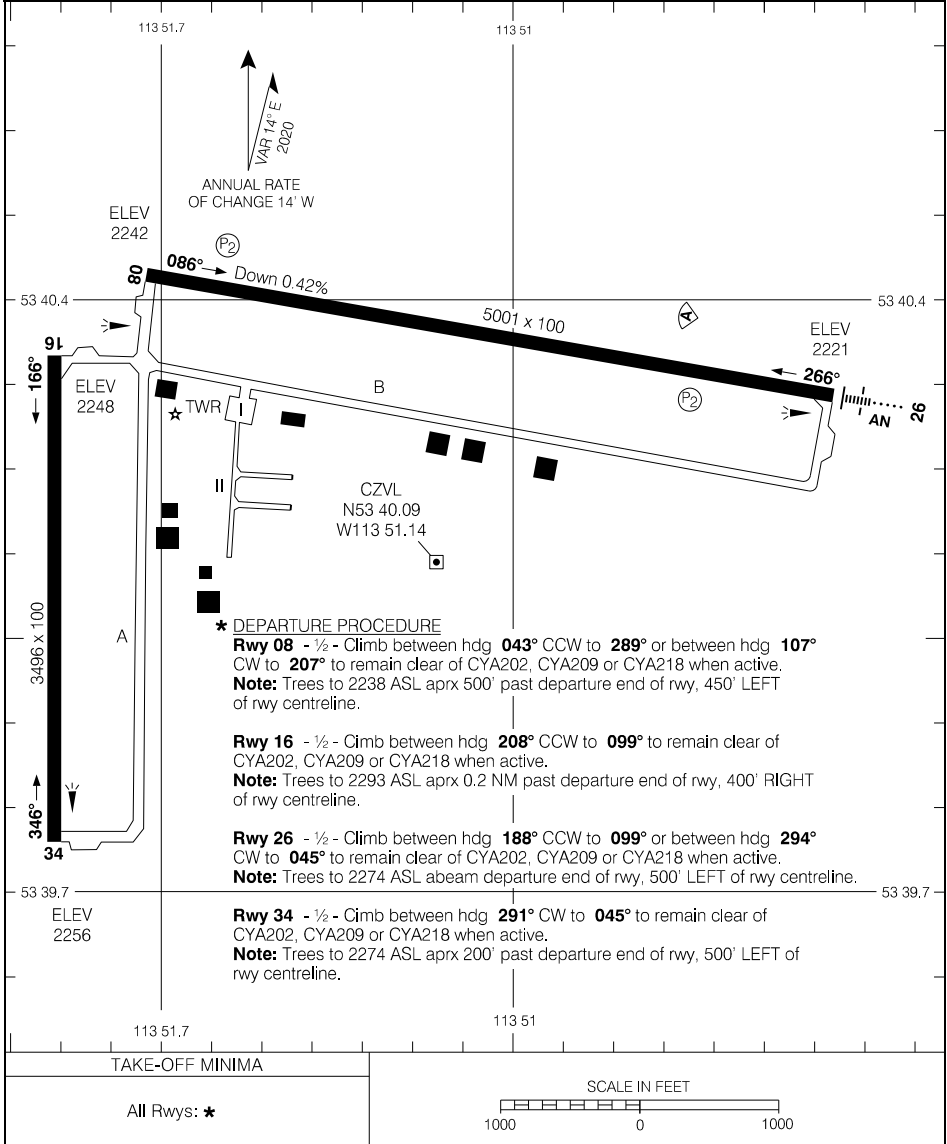 113 51.7
113 51
VAR 14° E
2020
ANNUAL RATE
OF CHANGE 14' W
ELEV
2242
P2
08
086°
Down 0.42%
53 40.4
53 40.4
5001 x 100
A
ELEV
2221
16
166°
ELEV
2248
TWR
I
B
266°
P2
AN
26
II
CZVL
N53 40.09
W113 51.14
3496 x 100
A
* DEPARTURE PROCEDURE
Rwy 08 - ½ - Climb between hdg 043° CCW to 289° or between hdg 107°
CW to 207° to remain clear of CYA202, CYA209 or CYA218 when active.
Note: Trees to 2238 ASL aprx 500' past departure end of rwy, 450' LEFT
of rwy centreline.
Rwy 16 - ½ - Cimb between hdg 208° CCW to 099° to remain clear of
CYA202, CYA209 or CYA218 when active.
Note: Trees to 2293 ASL aprx 0.2 NM past departure end of rwy, 400' RIGHT
of rwy centreline.
Rwy 26 - ½ - Climb between hdg 188° CCW to 099° or between hdg 294°
CW to 045° to remain clear of CYA202, CYA209 or CYA218 when active.
Note: Trees to 2274 ASL abeam departure end of rwy, 500' LEFT of rwy centreline.
Rwy 34 - ½ - Cimb between hdg 291° CW to 045° to remain clear of
CYA202, CYA209 or CYA218 when active.
Note: Trees to 2274 ASL aprx 200' past departure end of rwy, 500' LEFT of
rwy centreline.
346°
34
53 39.7
53 39.7
ELEV
2256
113 51.7
113 51
TAKE-OFF MINIMA
All Rwys: *
SCALE IN FEET
1000
0
1000